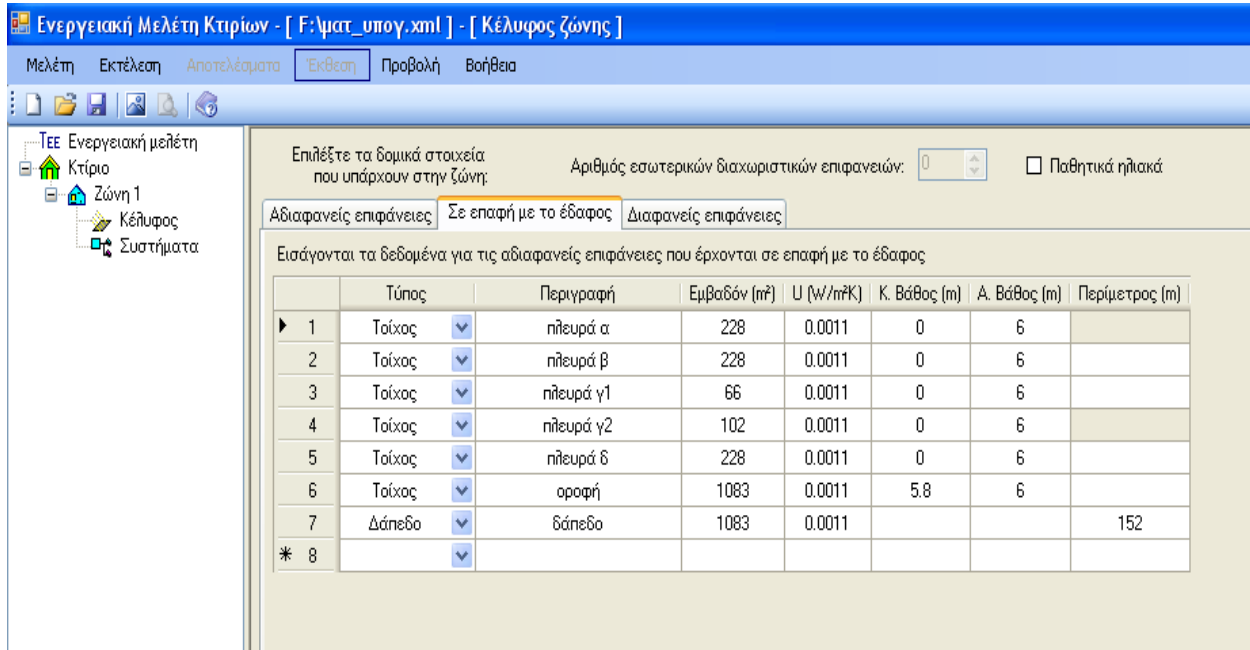 Ενεργειακή Μελέτη Κτιρίων - [ F:\ματ_υπογ.xml ] - [ Κέλυφος ζώνης ]
Μελέτη Εκτέλεση Αποτελέσματα Έκθεση Προβολή Βοήθεια
ΤΕΕ Ενεργειακή μελέτη
Κτίριο
Ζώνη 1
Κέλυφος
Συστήματα
Επιλέξτε τα δομικά στοιχεία
που υπάρχουν στην ζώνη:
Αριθμός εσωτερικών διαχωριστικών επιφανειών: 0
Παθητικά ηλιακά
Αδιαφανείς επιφάνειες Σε επαφή με το έδαφος Διαφανείς επιφάνειες
Εισάγονται τα δεδομένα για τις αδιαφανείς επιφάνειες που έρχονται σε επαφή με το έδαφος
Τύπος Περιγραφή Εμβαδόν (m²) U (W/m²K) Κ. Βάθος (m) Α. Βάθος (m) Περίμετρος (m)
1 Τοίχος πλευρά α 228 0.0011 0 6
2 Τοίχος πλευρά β 228 0.0011 0 6
3 Τοίχος πλευρά γ1 66 0.0011 0 6
4 Τοίχος πλευρά γ2 102 0.0011 0 6
5 Τοίχος πλευρά δ 228 0.0011 0 6
6 Τοίχος οροφή 1083 0.0011 5.8 6
7 Δάπεδο δάπεδο 1083 0.0011 152
* 8